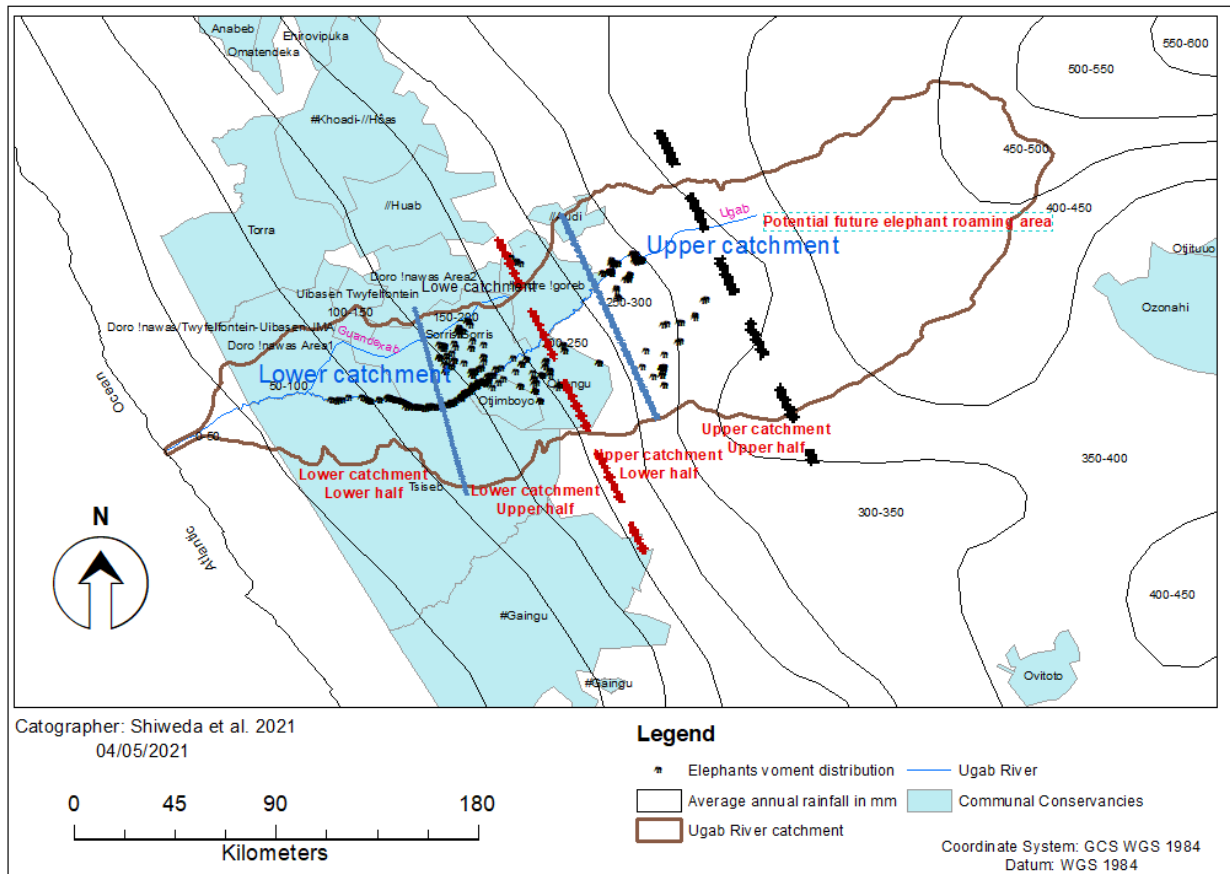 Anabeb
Ehirovipuka
Omatendeka
550-600
500-550
#Khoadi-//Hôas
450-500
//Huab
400-450
Ugab
Potential future elephant roaming area
Torra
Upper catchment
Otjituuo
Doro !nawas Area2
Lowe catchment
!goreb
Uibasen Twyfelfontein
100-150
150-200
Ozonahi
Doro !nawas/Twyfelfontein-Uibasen JMA
Guandexab
Sorris Sorris
Doro !nawas Area1
Lower catchment
50-100
Otjimboyo
0-50
Ocean
Upper catchment
Upper half
Upper catchment
Lower half
350-400
Lower catchment
Lower half
Tsiseb
Lower catchment
Upper half
300-350
N
Atlantic
400-450
#Gaingu
#Gaingu
Ovitoto
Catographer: Shiweda et al. 2021
04/05/2021
0 45 90 180
Kilometers
Legend
Elephants voment distribution
Ugab River
Average annual rainfall in mm
Communal Conservancies
Ugab River catchment
Coordinate System: GCS WGS 1984
Datum: WGS 1984